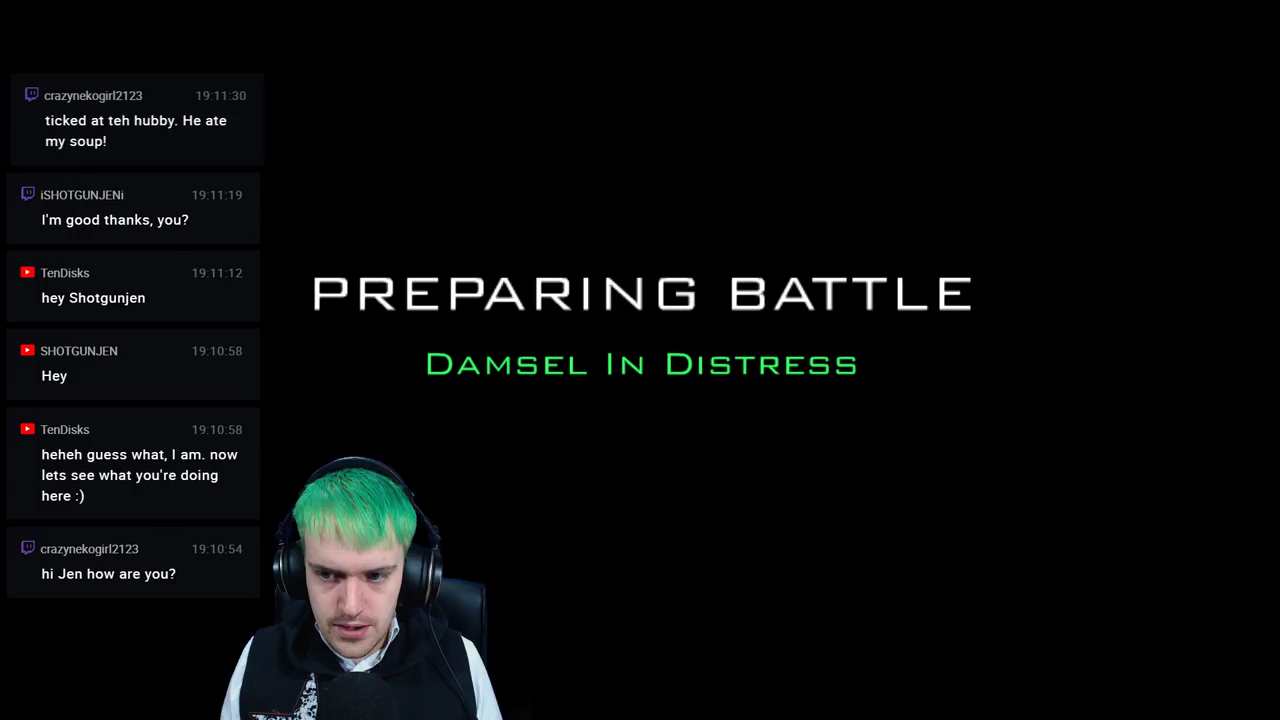 crazynekogirl2123 19:11:30
ticked at teh hubby. He ate
my soup!
iSHOTGUNJENi 19:11:19
I'm good thanks, you?
TenDisks 19:11:12
hey Shotgunjen
SHOTGUNJEN 19:10:58
Hey
TenDisks 19:10:58
heheh guess what, I am. now
lets see what you're doing
here :)
crazynekogirl2123 19:10:54
hi Jen how are you?
PREPARING BATTLE
DAMSEL IN DISTRESS